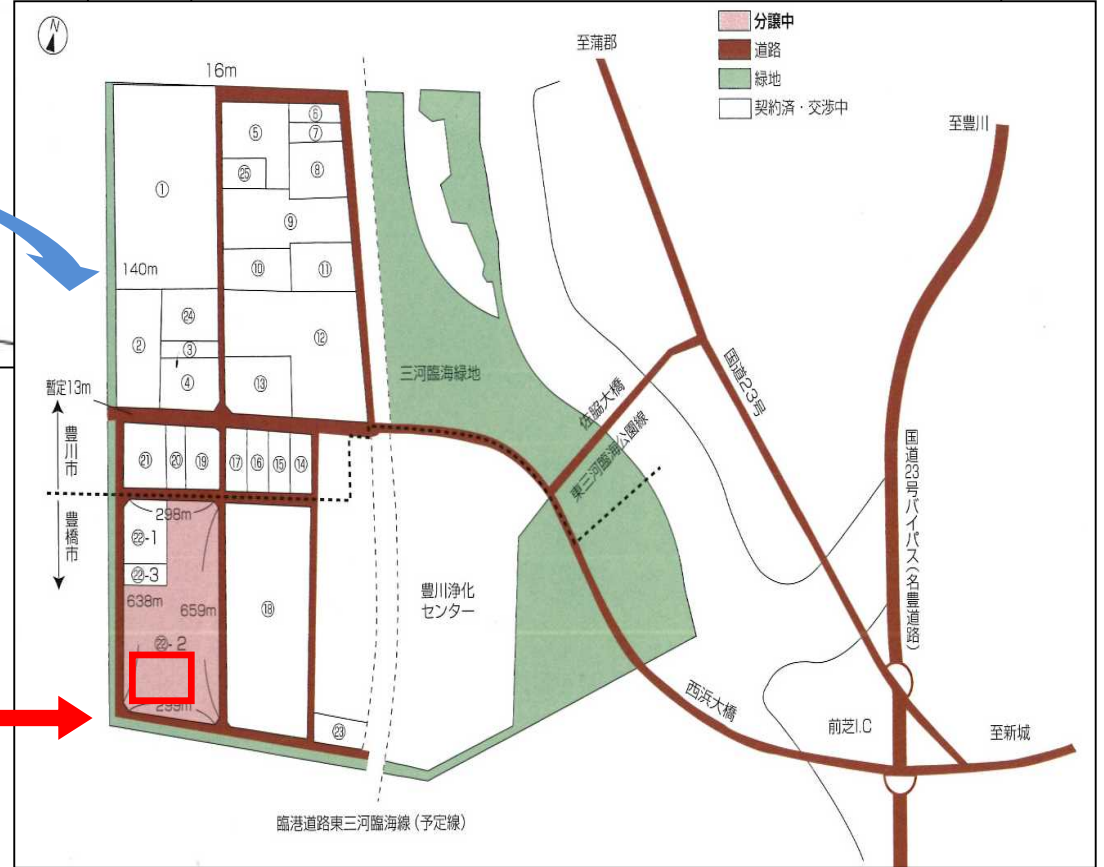 N
分譲中
道路
緑地
契約済・交渉中
至蒲郡
16m
至豊川
⑥
⑤
⑦
㉕
⑧
①
⑨
140m
⑩
⑪
㉔
②
③
⑫
④
⑬
三河臨海緑地
国道23号
暫定13m
佐脇大橋
東三河臨海公園線
国道23号バイパス(名豊道路)
豊川市
㉑
⑳
⑲
⑰
⑯
⑮
⑭
豊橋市
298m
㉒-1
㉒-3
638m
659m
⑱
豊川浄化
センター
㉒-2
299m
西浜大橋
㉓
前芝I.C
至新城
臨港道路東三河臨海線(予定線)